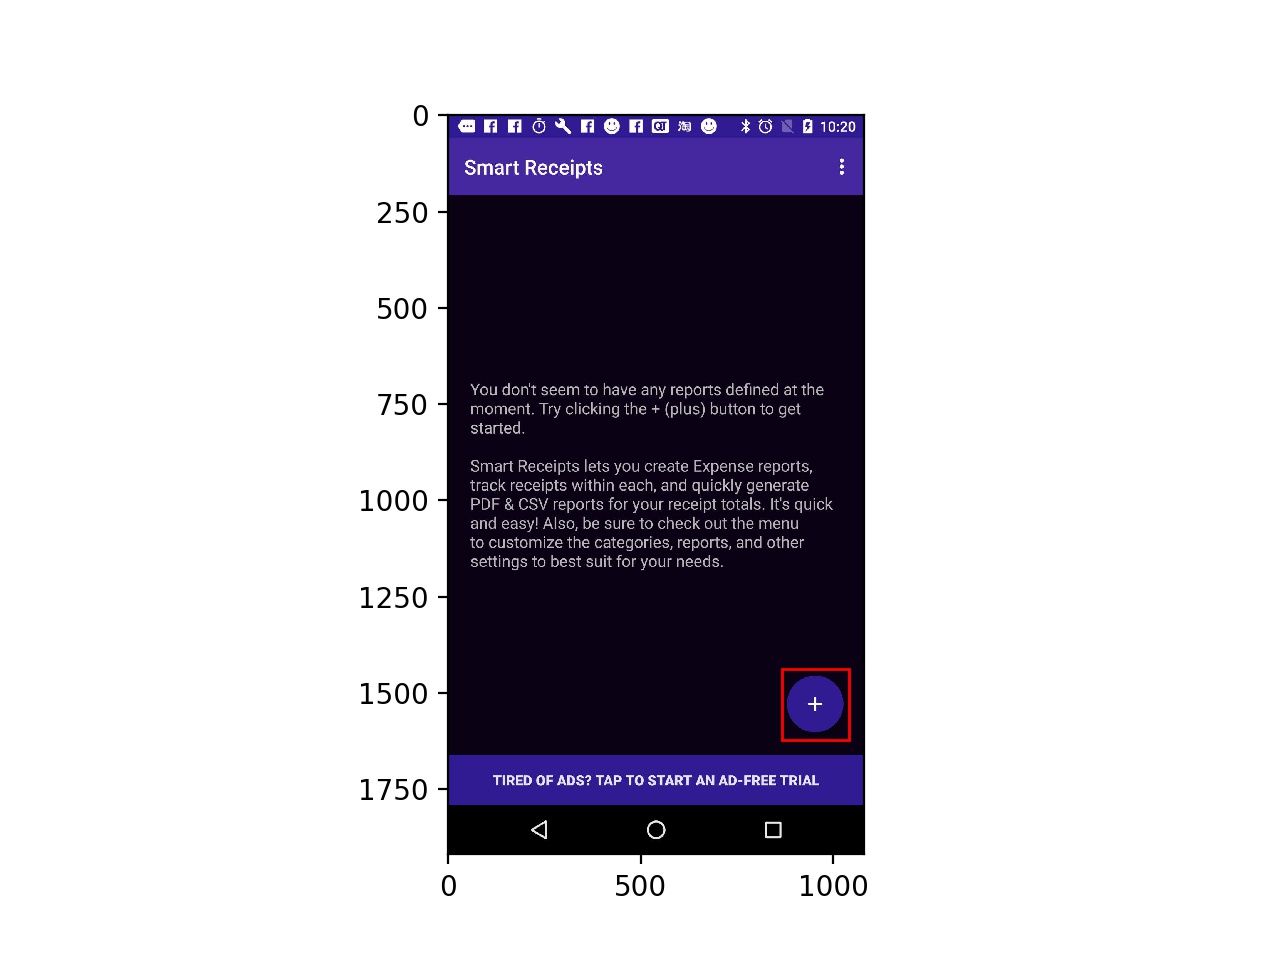 0
250
500
750
1000
1250
1500
1750
10:20
Smart Receipts
You don't seem to have any reports defined at the
moment. Try clicking the + (plus) button to get
started.
Smart Receipts lets you create Expense reports,
track receipts within each, and quickly generate
PDF & CSV reports for your receipt totals. It's quick
and easy! Also, be sure to check out the menu
to customize the categories, reports, and other
settings to best suit for your needs.
+
TIRED OF ADS? TAP TO START AN AD-FREE TRIAL
0 500 1000